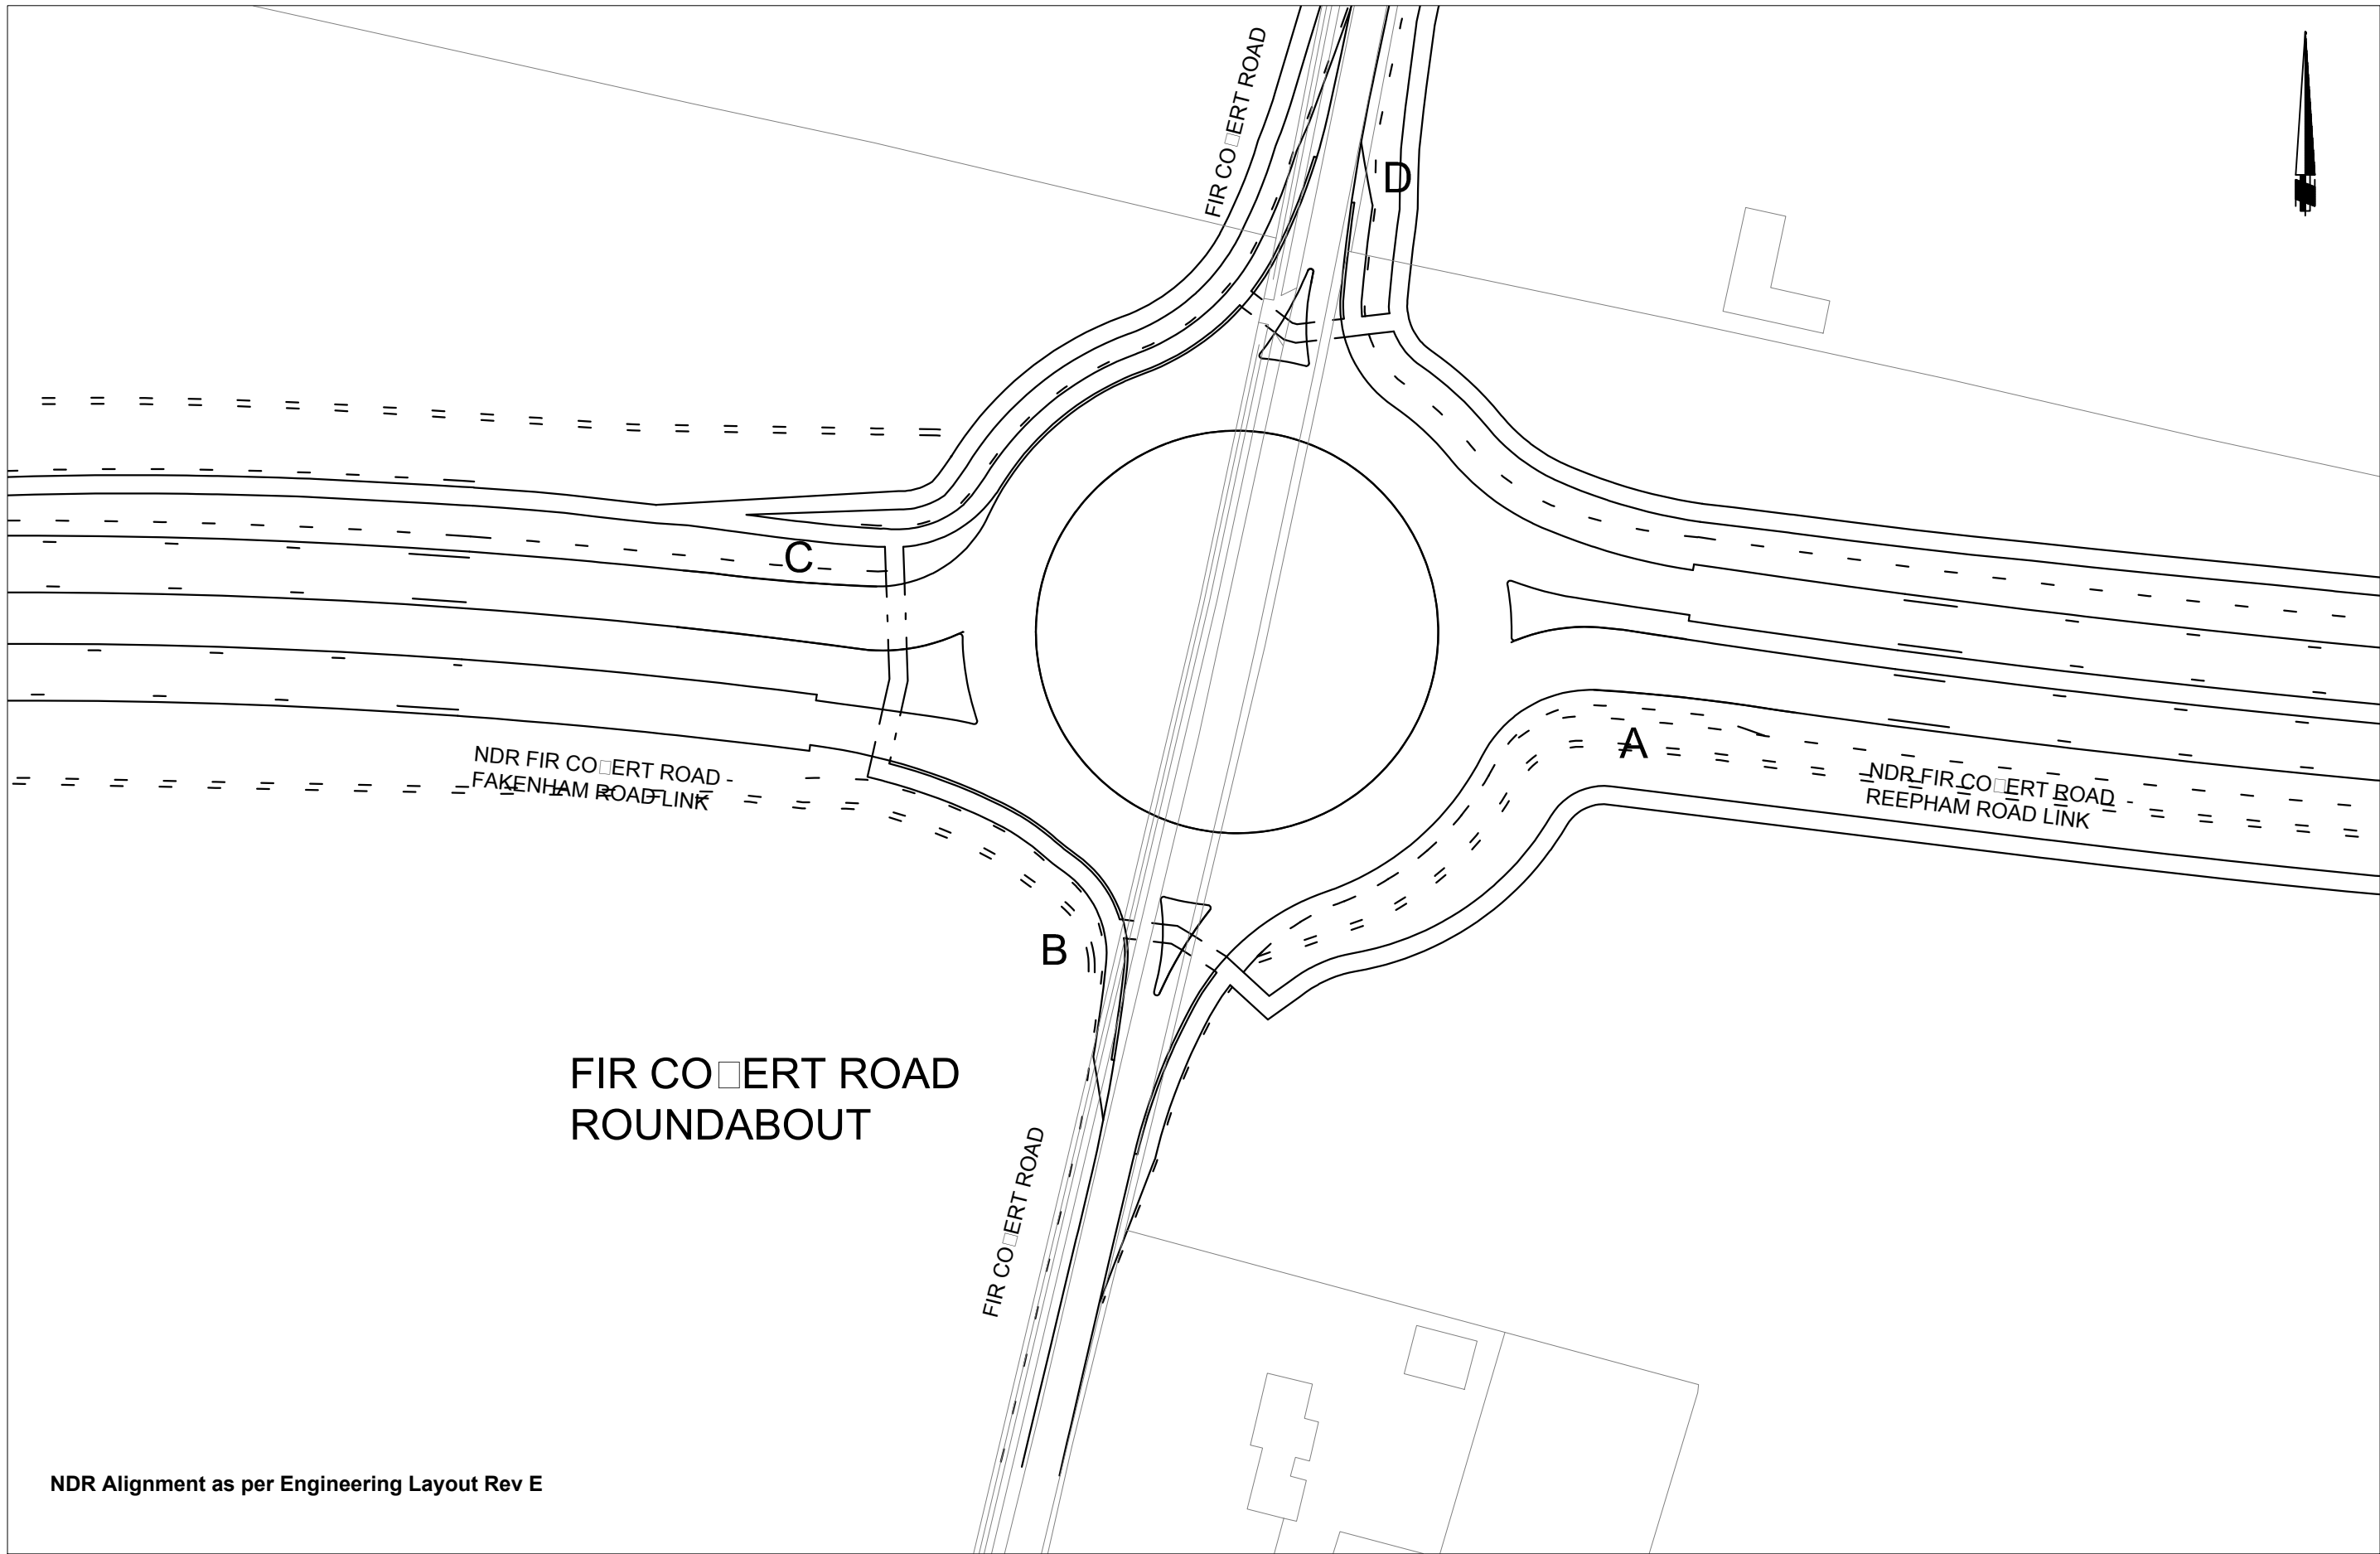 FIR CO□ERT ROAD
D
C
NDR FIR CO□ERT ROAD -
FAKENHAM ROAD LINK
A
NDR FIR CO□ERT ROAD -
REEPHAM ROAD LINK
B
FIR CO□ERT ROAD
ROUNDABOUT
FIR CO□ERT ROAD
NDR Alignment as per Engineering Layout Rev E